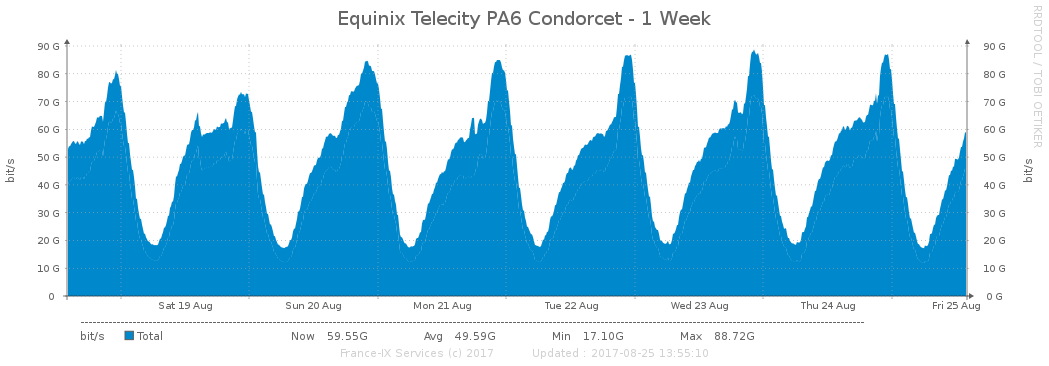 Equinix Telecity PA6 Condorcet - 1 Week
RRDTOOL / TOBI OETIKER
bit/s
90 G
80 G
70 G
60 G
50 G
40 G
30 G
20 G
10 G
0
90 G
80 G
70 G
60 G
50 G
40 G
30 G
20 G
10 G
0 G
bit/s
Sat 19 Aug Sun 20 Aug Mon 21 Aug Tue 22 Aug Wed 23 Aug Thu 24 Aug Fri 25 Aug
bit/s Total Now 59.55G Avg 49.59G Min 17.10G Max 88.72G
France-IX Services (c) 2017 Updated : 2017-08-25 13:55:10